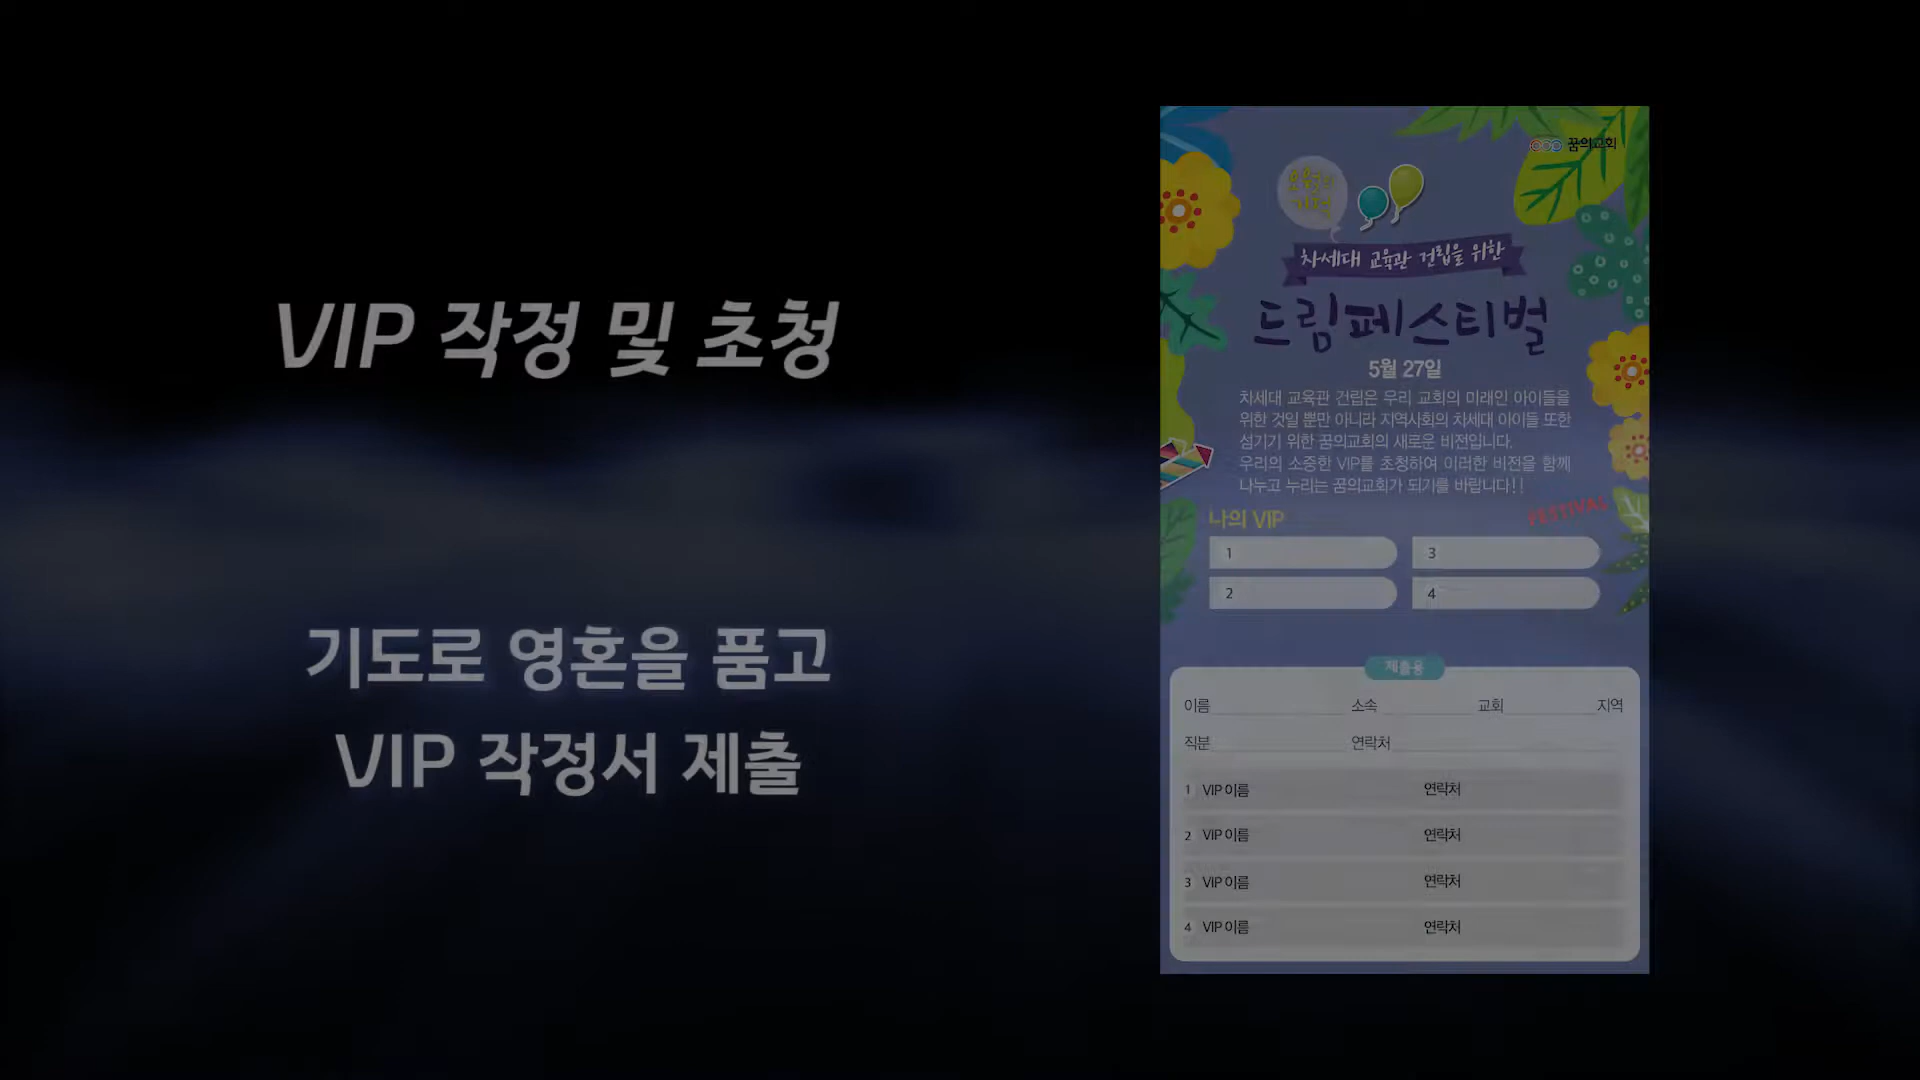 VIP 작정 및 초청
기도로 영혼을 품고
VIP 작정서 제출
꿈의교회
차세대 교육관 건립을 위한
드림페스티벌
5월 27일
차세대 교육관 건립은 우리 교회의 미래인 아이들을
위한 것일 뿐만 아니라 지역사회의 차세대 아이들 또한
섬기기 위한 꿈의교회의 새로운 비전입니다.
우리의 소중한 VIP를 초청하여 이러한 비전을 함께
나누고 누리는 꿈의교회가 되기를 바랍니다!!
나의 VIP
FESTIVAL
1
3
2
4
제출용
이름 소속 교회 지역
직분 연락처
1 VIP 이름 연락처
2 VIP 이름 연락처
3 VIP 이름 연락처
4 VIP 이름 연락처